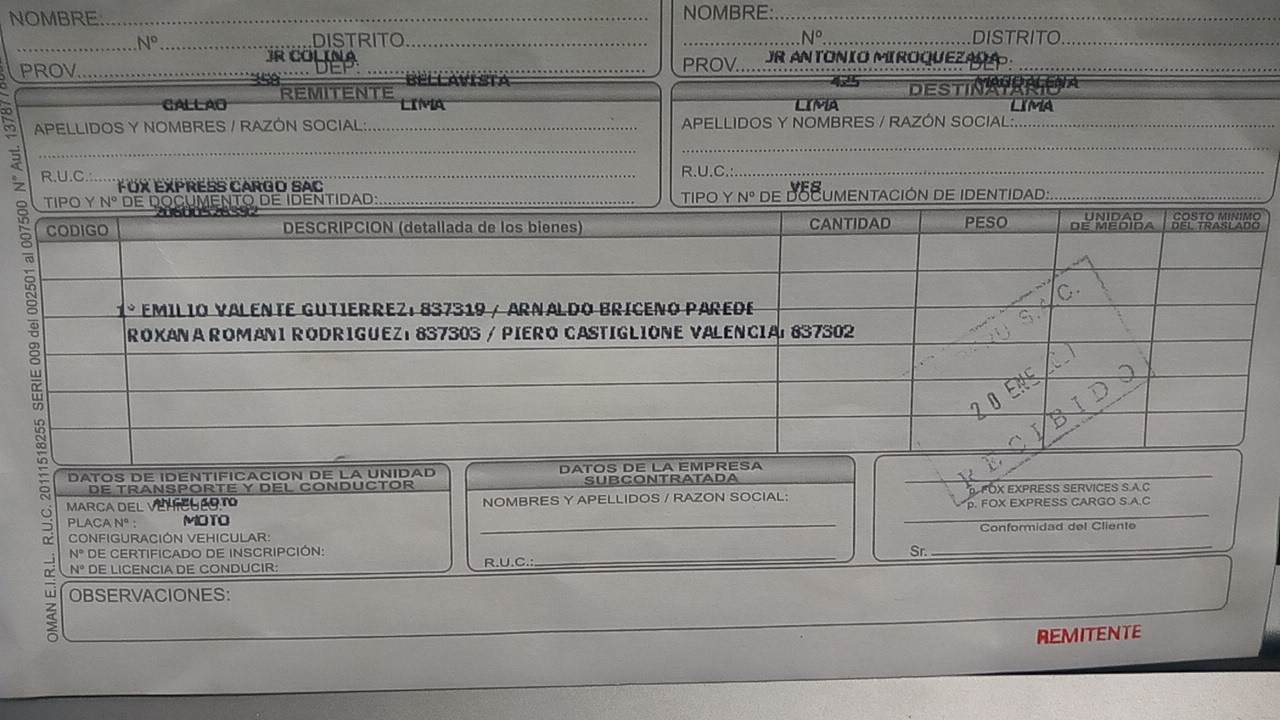 NOMBRE:
NOMBRE:
Nº DISTRITO
Nº DISTRITO
JR COLINA
JR ANTONIO MIROQUEZADA
PROV. DEP.
PROV. DEP.
358 BELLAVISTA
425 MAGDALENA
REMITENTE
DESTINATARIO
CALLAO LIMA
LIMA LIMA
APELLIDOS Y NOMBRES / RAZÓN SOCIAL:
APELLIDOS Y NOMBRES / RAZÓN SOCIAL:
R.U.C.:
R.U.C.:
FOX EXPRESS CARGO SAC
YES
TIPO Y Nº DE DOCUMENTO DE IDENTIDAD:
TIPO Y Nº DE DOCUMENTACIÓN DE IDENTIDAD:
CODIGO DESCRIPCION (detallada de los bienes) CANTIDAD PESO UNIDAD DE MEDIDA COSTO MINIMO DEL TRASLADO
1° EMILIO VALENTE GUTIERREZ: 837319 / ARNALDO BRICENO PAREDE
ROXANA ROMANI RODRIGUEZ: 837303 / PIERO CASTIGLIONE VALENCIA: 837302
S.A.C.
20 ENE
RECIBIDO
DATOS DE IDENTIFICACION DE LA UNIDAD
DE TRANSPORTE Y DEL CONDUCTOR
MARCA DEL VEHICULO:
ANGEL SOTO
PLACA Nº : MOTO
CONFIGURACIÓN VEHICULAR:
Nº DE CERTIFICADO DE INSCRIPCIÓN:
Nº DE LICENCIA DE CONDUCIR:
DATOS DE LA EMPRESA
SUBCONTRATADA
NOMBRES Y APELLIDOS / RAZON SOCIAL:
R.U.C.:
p. FOX EXPRESS SERVICES S.A.C
p. FOX EXPRESS CARGO S.A.C
Conformidad del Cliente
Sr.
OBSERVACIONES:
REMITENTE
OMAN E.I.R.L. R.U.C. 20111518255 SERIE 009 del 002501 al 007500 Nº Aut.